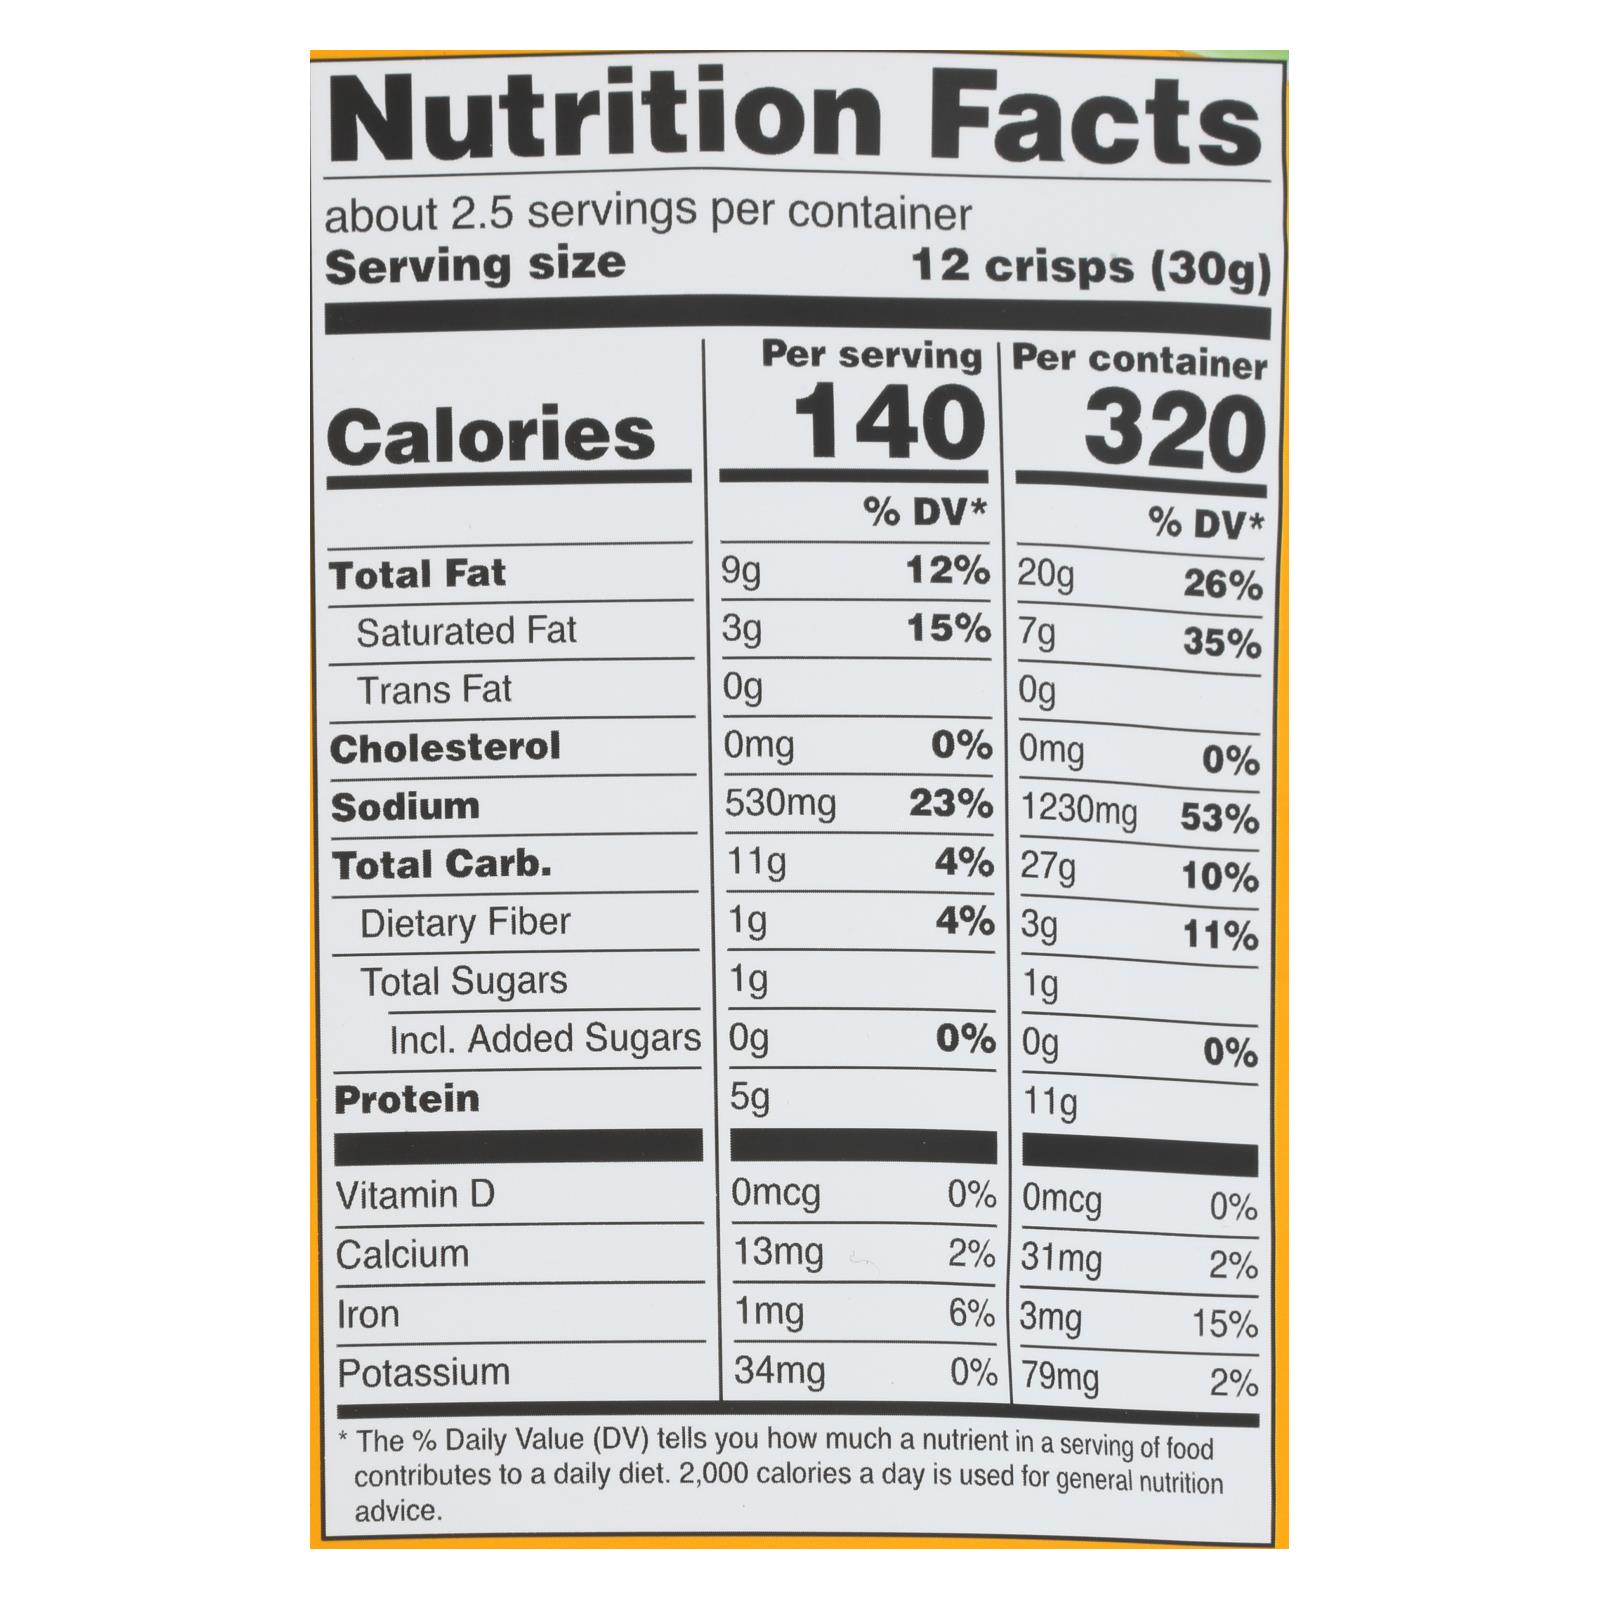 Nutrition Facts
about 2.5 servings per container
Serving size 12 crisps (30g)
Per serving Per container
Calories 140 320
% DV* % DV*
Total Fat 9g 12% 20g 26%
Saturated Fat 3g 15% 7g 35%
Trans Fat 0g 0g
Cholesterol 0mg 0% 0mg 0%
Sodium 530mg 23% 1230mg 53%
Total Carb. 11g 4% 27g 10%
Dietary Fiber 1g 4% 3g 11%
Total Sugars 1g 1g
Incl. Added Sugars 0g 0% 0g 0%
Protein 5g 11g
Vitamin D 0mcg 0% 0mcg 0%
Calcium 13mg 2% 31mg 2%
Iron 1mg 6% 3mg 15%
Potassium 34mg 0% 79mg 2%
* The % Daily Value (DV) tells you how much a nutrient in a serving of food
contributes to a daily diet. 2,000 calories a day is used for general nutrition
advice.